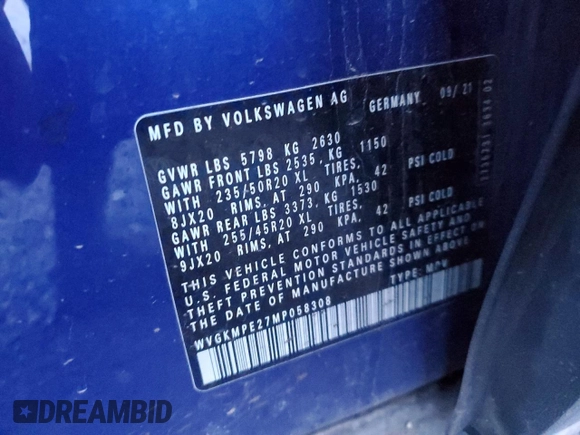 MFD BY VOLKSWAGEN AG GERMANY 09/21
GVWR LBS 5798 KG 2630
GAWR FRONT LBS 2535, KG 1150
WITH 235/50R20 XL TIRES,
8JX20 RIMS, AT 290 KPA, 42 PSI COLD
GAWR REAR LBS 3373, KG 1530
WITH 255/45R20 XL TIRES,
9JX20 RIMS, AT 290 KPA, 42 PSI COLD
THIS VEHICLE CONFORMS TO ALL APPLICABLE
U.S. FEDERAL MOTOR VEHICLE SAFETY AND
THEFT PREVENTION STANDARDS IN EFFECT ON
THE DATE OF MANUFACTURE SHOWN ABOVE.
TYPE: MPV
WVGKMPE27MP058308
DREAMBID